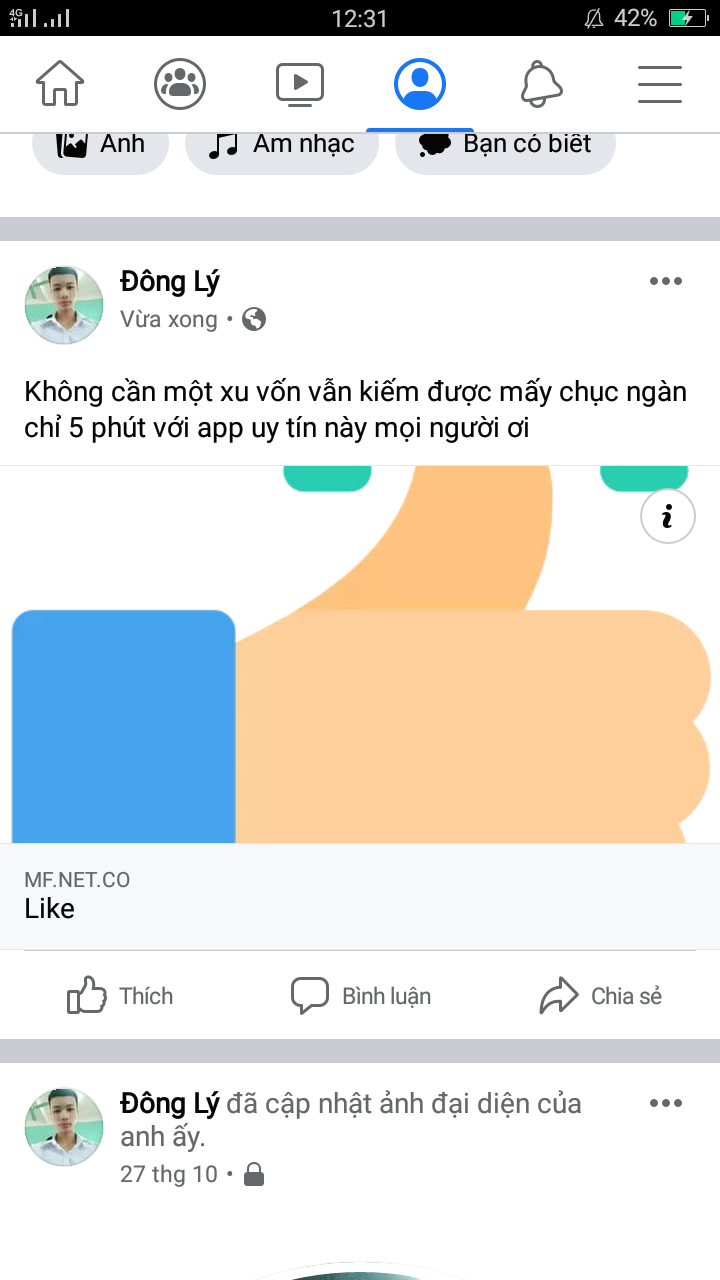 4G 12:31 42%
Ảnh Âm nhạc Bạn có biết
Đông Lý
Vừa xong
Không cần một xu vốn vẫn kiếm được mấy chục ngàn
chỉ 5 phút với app uy tín này mọi người ơi
i
MF.NET.CO
Like
Thích Bình luận Chia sẻ
Đông Lý đã cập nhật ảnh đại diện của
anh ấy.
27 thg 10